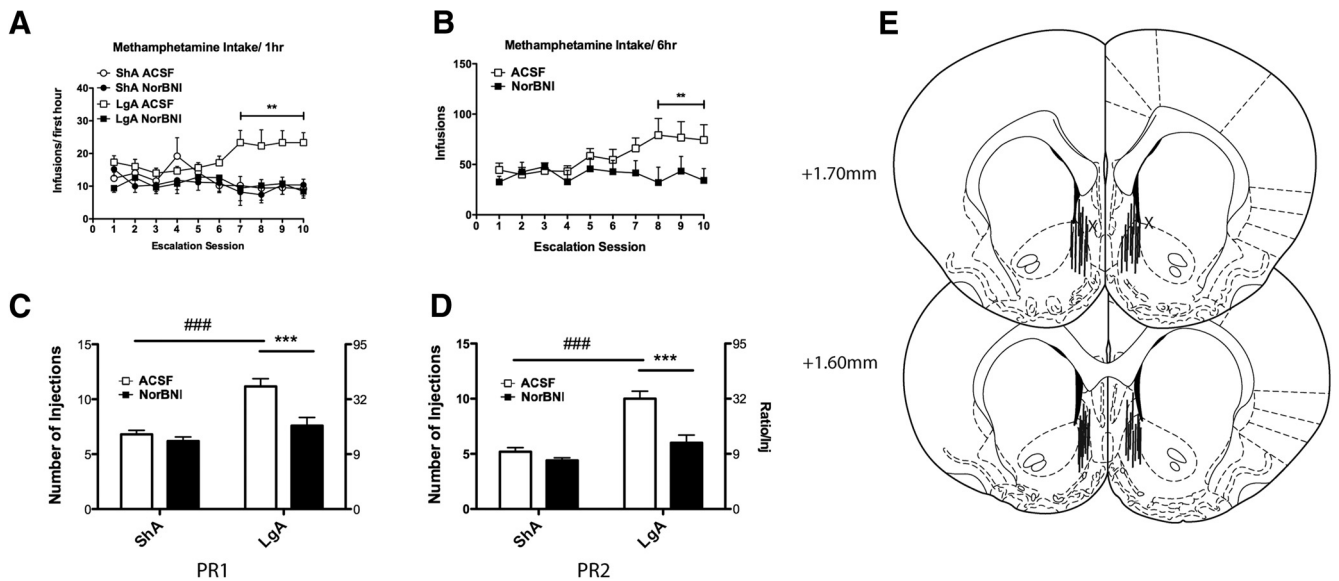 A
Methamphetamine Intake/ 1hr
ShA ACSF
ShA NorBNI
LgA ACSF
LgA NorBNI
**
Infusions/ first hour
40
30
20
10
0
0 1 2 3 4 5 6 7 8 9 10
Escalation Session
B
Methamphetamine Intake/ 6hr
ACSF
NorBNI
**
Infusions
150
100
50
0
0 1 2 3 4 5 6 7 8 9 10
Escalation Session
C
###
***
ACSF
NorBNI
Number of Injections
15
10
5
0
95
32
9
0
ShA
LgA
PR1
D
###
***
ACSF
NorBNI
Number of Injections
15
10
5
0
95
32
9
0
Ratio/Inj
ShA
LgA
PR2
E
+1.70mm
X X
+1.60mm